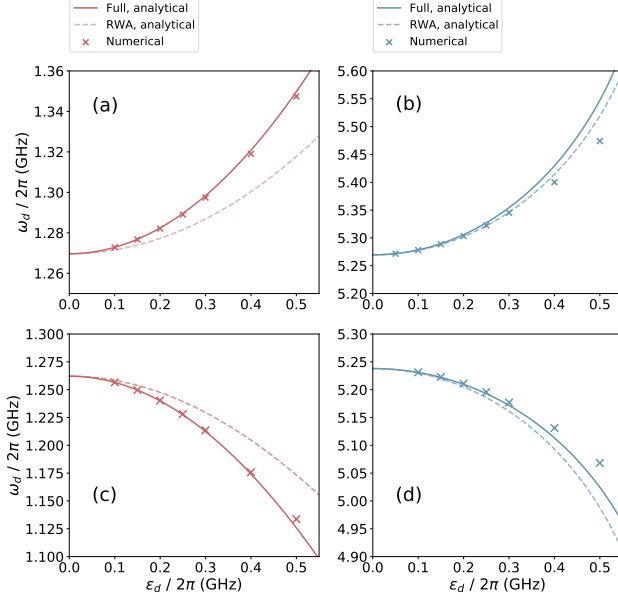 Full, analytical
RWA, analytical
Numerical
Full, analytical
RWA, analytical
Numerical
(a)
ω_d / 2π (GHz)
1.36
1.34
1.32
1.30
1.28
1.26
0.0 0.1 0.2 0.3 0.4 0.5
(b)
5.60
5.55
5.50
5.45
5.40
5.35
5.30
5.25
5.20
0.0 0.1 0.2 0.3 0.4 0.5
(c)
ω_d / 2π (GHz)
1.300
1.275
1.250
1.225
1.200
1.175
1.150
1.125
1.100
0.0 0.1 0.2 0.3 0.4 0.5
ε_d / 2π (GHz)
(d)
5.30
5.25
5.20
5.15
5.10
5.05
5.00
4.95
4.90
0.0 0.1 0.2 0.3 0.4 0.5
ε_d / 2π (GHz)